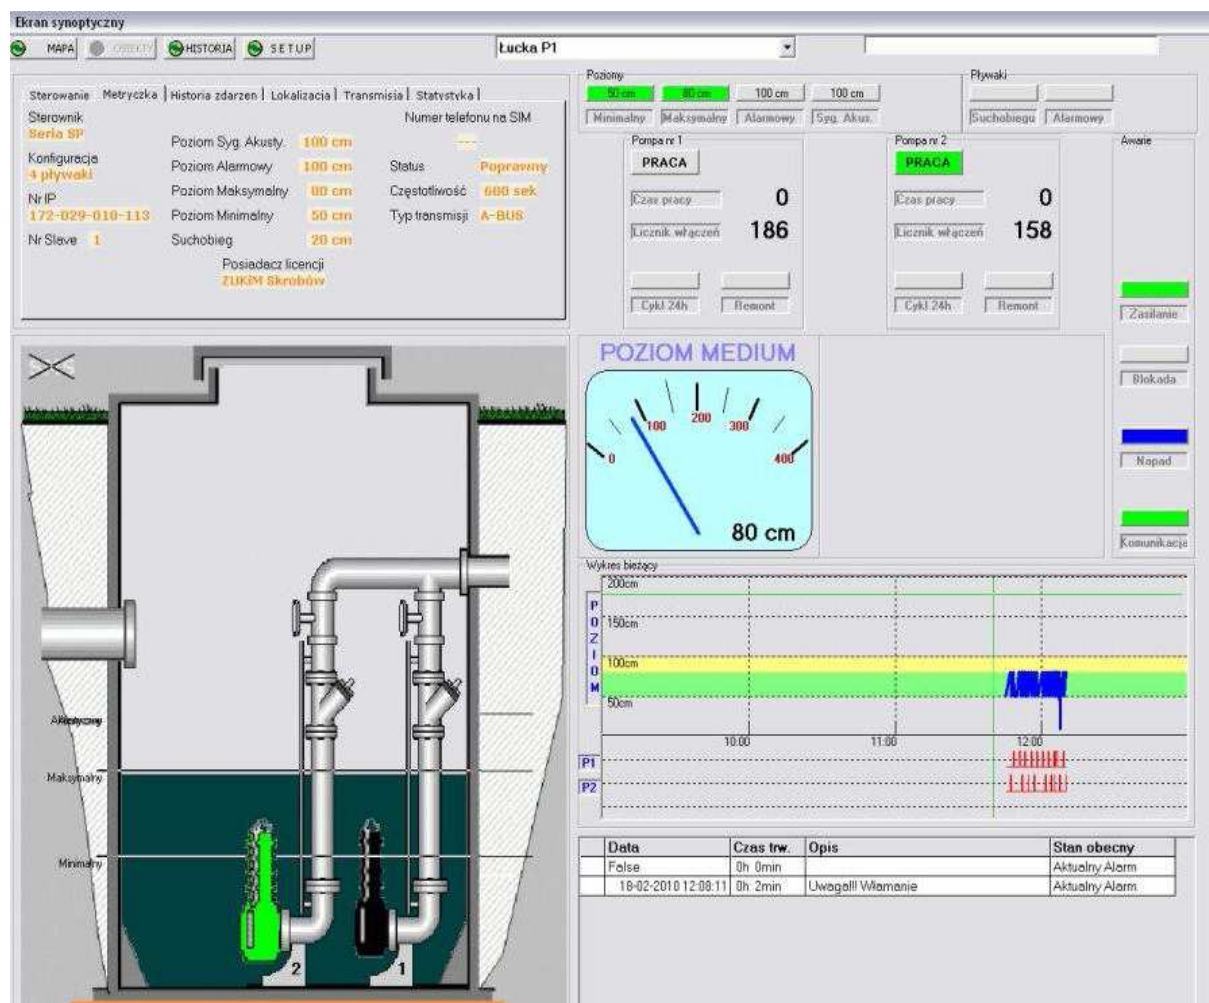 Ekran synoptyczny
MAPA OBIEKTY HISTORIA SETUP Łucka P1
Sterowanie Metryczka Historia zdarzen Lokalizacja Transmisja Statystyka
Sterownik
Seria SP
Konfiguracja
4 pływaki
Nr IP
172-029-010-113
Nr Slave 1
Poziom Syg. Akusty. 100 cm
Poziom Alarmowy 100 cm
Poziom Maksymalny 80 cm
Poziom Minimalny 50 cm
Suchobieg 20 cm
Numer telefonu na SIM
---
Status Poprawny
Częstotliwość 600 sek
Typ transmisji A-BUS
Posiadacz licencji
ZUKiM Skrobów
Poziomy
50 cm 80 cm 100 cm 100 cm
Minimalny Maksymalny Alarmowy Syg. Akus.
Pływaki
Suchobiegu Alarmowy
Pompa nr 1
PRACA
Czas pracy 0
Licznik włączeń 186
Cykl 24h Remont
Pompa nr 2
PRACA
Czas pracy 0
Licznik włączeń 158
Cykl 24h Remont
Awarie
Zasilanie
Blokada
Napad
Komunikacja
POZIOM MEDIUM
0 100 200 300 400
80 cm
Maksymalny
Minimalny
2 1
Wykres bieżący
POZIOM
200cm
150cm
100cm
50cm
10:00 11:00 12:00
P1
P2
Data Czas trw. Opis Stan obecny
False 0h 0min Aktualny Alarm
18-02-2010 12:08:11 0h 2min Uwaga!!! Włamanie Aktualny Alarm